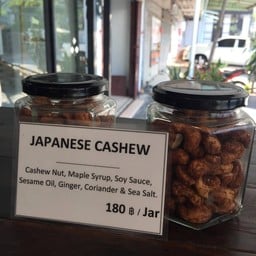 JAPANESE CASHEW
Cashew Nut, Maple Syrup, Soy Sauce,
Sesame Oil, Ginger, Coriander & Sea Salt.
180 ฿ / Jar